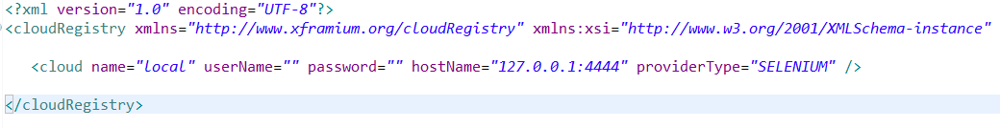 <?xml version="1.0" encoding="UTF-8"?>
<cloudRegistry xmlns="http://www.xframium.org/cloudRegistry" xmlns:xsi="http://www.w3.org/2001/XMLSchema-instance"
<cloud name="local" userName="" password="" hostName="127.0.0.1:4444" providerType="SELENIUM" />
</cloudRegistry>